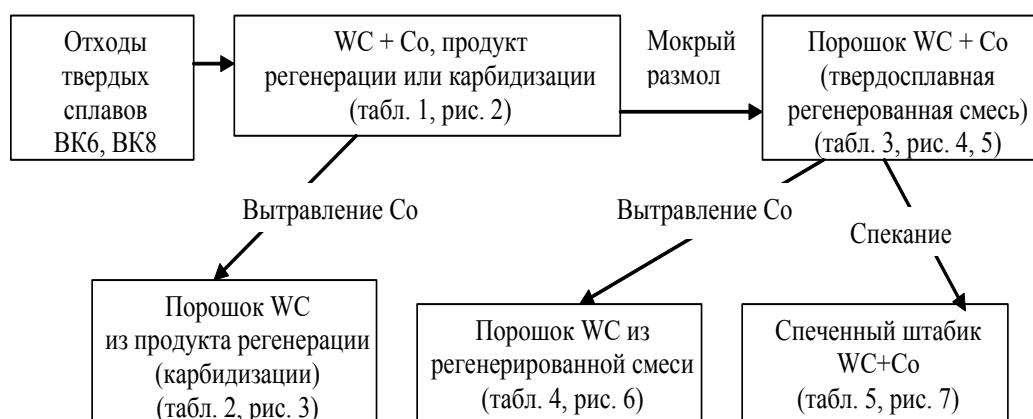 Отходы
твердых
сплавов
ВК6, ВК8
WC + Co, продукт
регенерации или карбидизации
(табл. 1, рис. 2)
Мокрый
размол
Порошок WC + Co
(твердосплавная
регенерованная смесь)
(табл. 3, рис. 4, 5)
Вытравление Со
Вытравление Со
Спекание
Порошок WC
из продукта регенерации
(карбидизации)
(табл. 2, рис. 3)
Порошок WC из
регенерированной смеси
(табл. 4, рис. 6)
Спеченный штабик
WC+Co
(табл. 5, рис. 7)